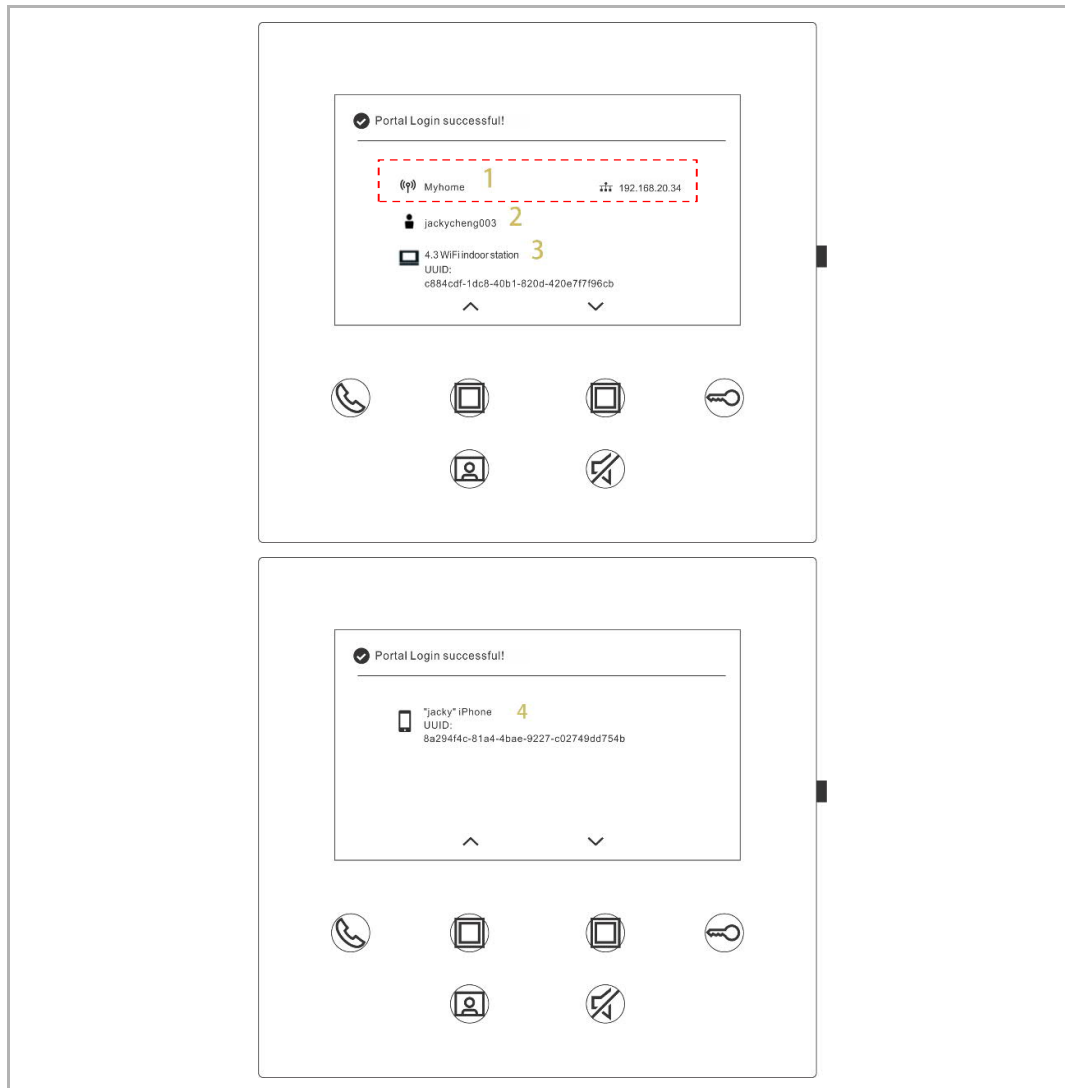 Portal Login successful!
Myhome 1 192.168.20.34
jackycheng003 2
4.3 WiFi indoor station 3
UUID:
c884cdf-1dc8-40b1-820d-420e7f7f96cb
Portal Login successful!
"jacky" iPhone 4
UUID:
8a294f4c-81a4-4bae-9227-c02749dd754b